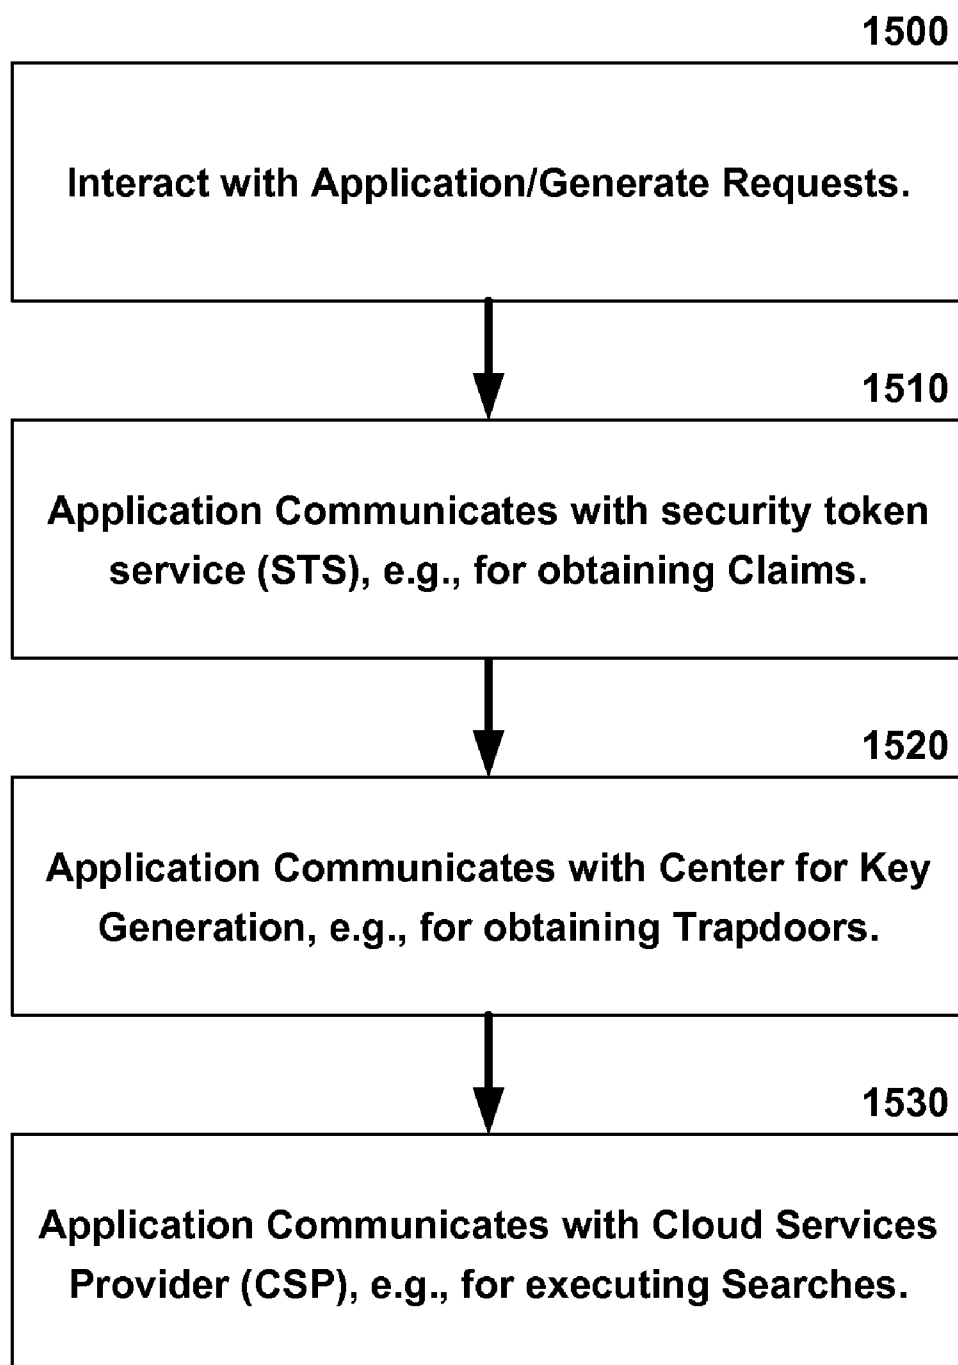 1500
Interact with Application/Generate Requests.
1510
Application Communicates with security token
service (STS), e.g., for obtaining Claims.
1520
Application Communicates with Center for Key
Generation, e.g., for obtaining Trapdoors.
1530
Application Communicates with Cloud Services
Provider (CSP), e.g., for executing Searches.